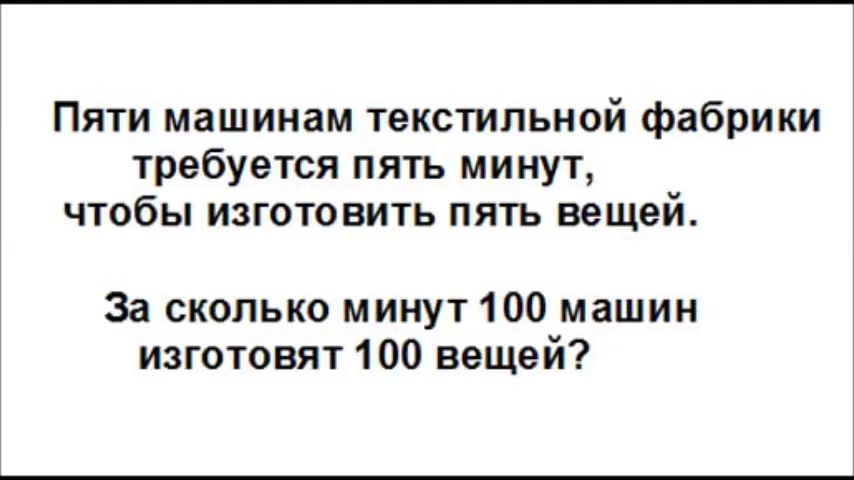 Пяти машинам текстильной фабрики
требуется пять минут,
чтобы изготовить пять вещей.
За сколько минут 100 машин
изготовят 100 вещей?